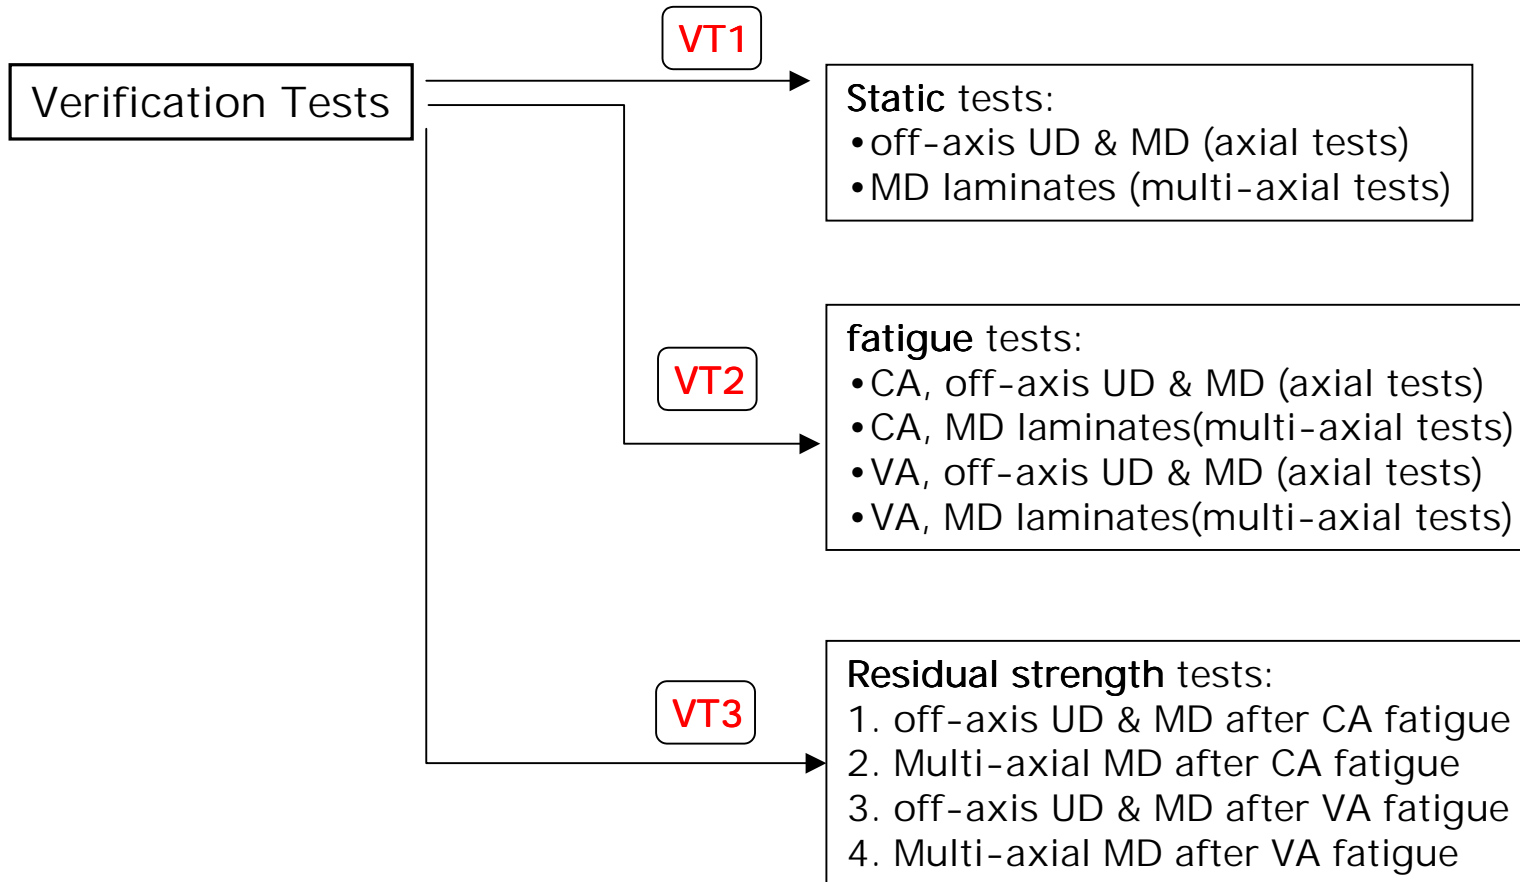 VT1
Verification Tests
Static tests:
•off-axis UD & MD (axial tests)
•MD laminates (multi-axial tests)
fatigue tests:
VT2
•CA, off-axis UD & MD (axial tests)
•CA, MD laminates(multi-axial tests)
•VA, off-axis UD & MD (axial tests)
•VA, MD laminates(multi-axial tests)
Residual strength tests:
VT3
1. off-axis UD & MD after CA fatigue
2. Multi-axial MD after CA fatigue
3. off-axis UD & MD after VA fatigue
4. Multi-axial MD after VA fatigue